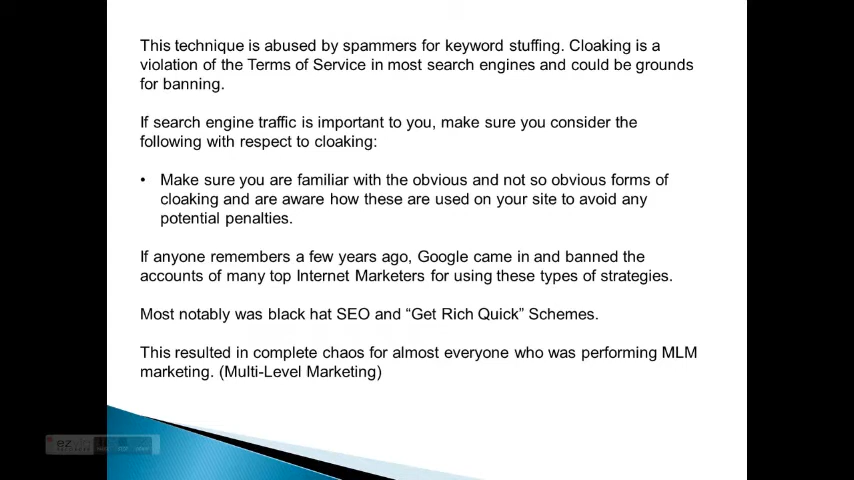 This technique is abused by spammers for keyword stuffing. Cloaking is a
violation of the Terms of Service in most search engines and could be grounds
for banning.
If search engine traffic is important to you, make sure you consider the
following with respect to cloaking:
• Make sure you are familiar with the obvious and not so obvious forms of
cloaking and are aware how these are used on your site to avoid any
potential penalties.
If anyone remembers a few years ago, Google came in and banned the
accounts of many top Internet Marketers for using these types of strategies.
Most notably was black hat SEO and “Get Rich Quick” Schemes.
This resulted in complete chaos for almost everyone who was performing MLM
marketing. (Multi-Level Marketing)